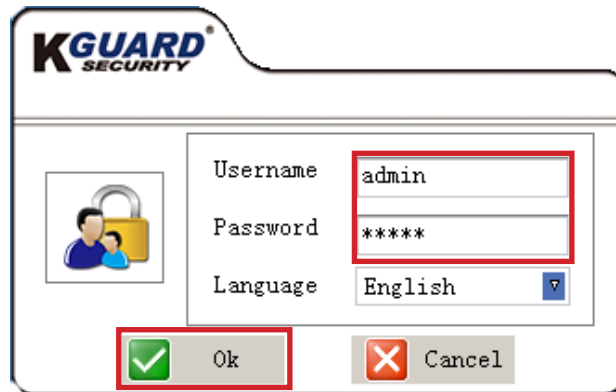 KGUARD®
SECURITY
Username admin
Password *****
Language English
Ok Cancel